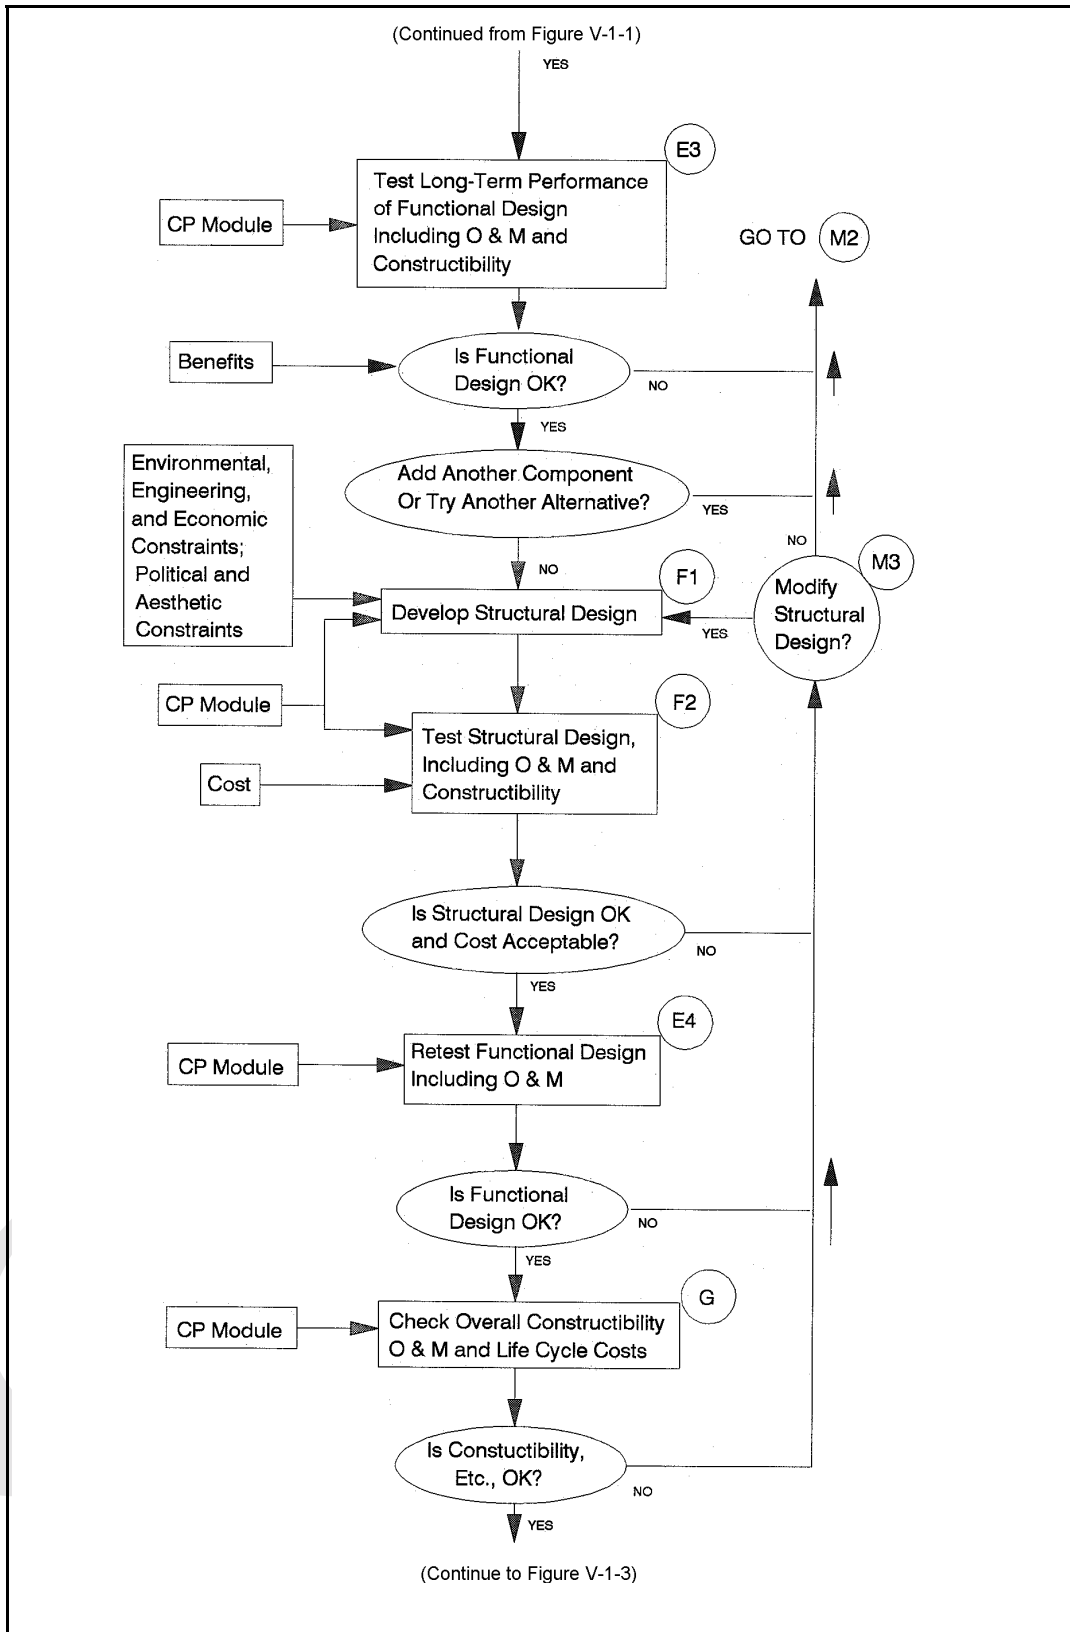 (Continued from Figure V-1-1)
YES
E3
Test Long-Term Performance
of Functional Design
Including O & M and
Constructibility
CP Module
GO TO M2
Benefits
Is Functional
Design OK?
NO
YES
Environmental,
Engineering,
and Economic
Constraints;
Political and
Aesthetic
Constraints
Add Another Component
Or Try Another Alternative?
YES
NO
NO
M3
Modify
Structural
Design?
F1
Develop Structural Design
YES
CP Module
F2
Test Structural Design,
Including O & M and
Constructibility
Cost
Is Structural Design OK
and Cost Acceptable?
NO
YES
E4
Retest Functional Design
Including O & M
CP Module
Is Functional
Design OK?
NO
YES
G
Check Overall Constructibility
O & M and Life Cycle Costs
CP Module
Is Constuctibility,
Etc., OK?
NO
YES
(Continue to Figure V-1-3)